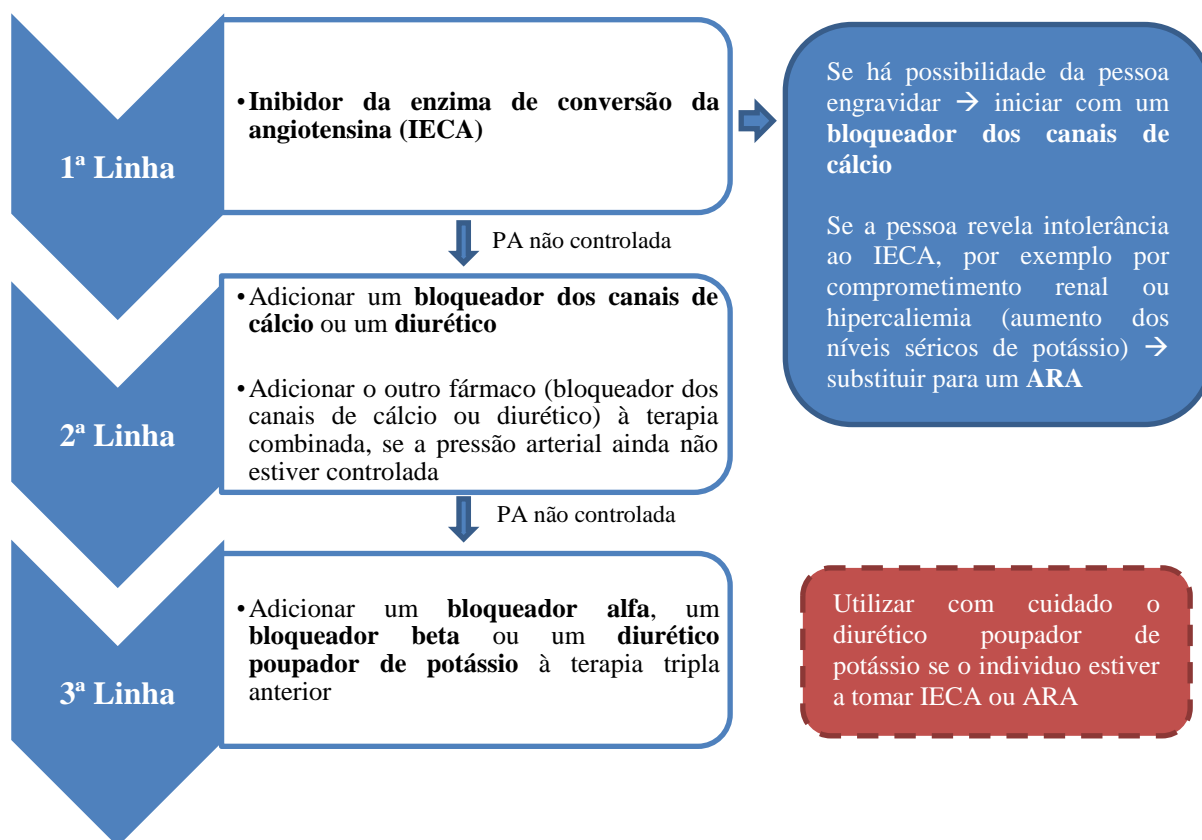 1ª Linha
•Inibidor da enzima de conversão da
angiotensina (IECA)
Se há possibilidade da pessoa
engravidar → iniciar com um
bloqueador dos canais de
cálcio
Se a pessoa revela intolerância
ao IECA, por exemplo por
comprometimento renal ou
hipercaliemia (aumento dos
níveis séricos de potássio) →
substituir para um ARA
PA não controlada
2ª Linha
•Adicionar um bloqueador dos canais de
cálcio ou um diurético
•Adicionar o outro fármaco (bloqueador dos
canais de cálcio ou diurético) à terapia
combinada, se a pressão arterial ainda não
estiver controlada
PA não controlada
3ª Linha
•Adicionar um bloqueador alfa, um
bloqueador beta ou um diurético
poupador de potássio à terapia tripla
anterior
Utilizar com cuidado o
diurético poupador de
potássio se o individuo estiver
a tomar IECA ou ARA